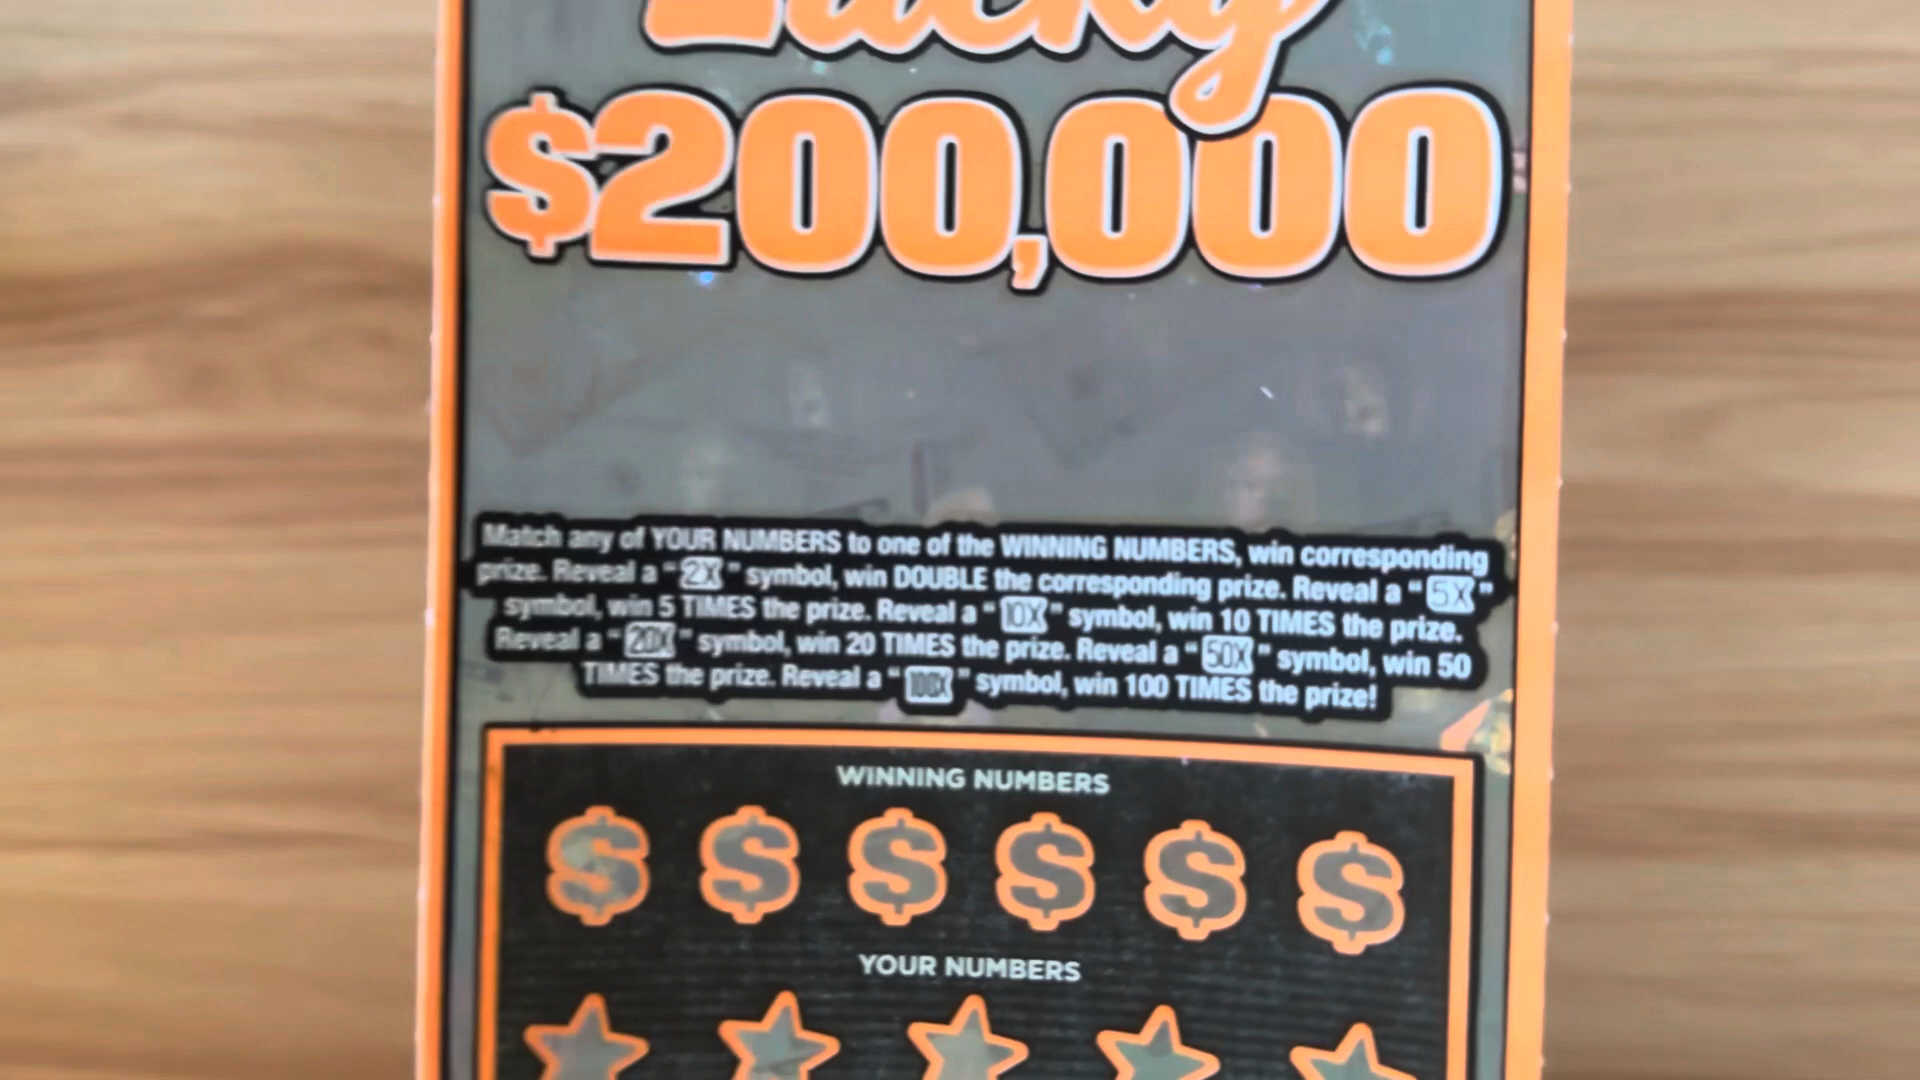 Lucky
$200,000
Match any of YOUR NUMBERS to one of the WINNING NUMBERS, win corresponding
prize. Reveal a "2X" symbol, win DOUBLE the corresponding prize. Reveal a "5X"
symbol, win 5 TIMES the prize. Reveal a "10X" symbol, win 10 TIMES the prize.
Reveal a "20X" symbol, win 20 TIMES the prize. Reveal a "50X" symbol, win 50
TIMES the prize. Reveal a "100X" symbol, win 100 TIMES the prize!
WINNING NUMBERS
$ $ $ $ $ $
YOUR NUMBERS